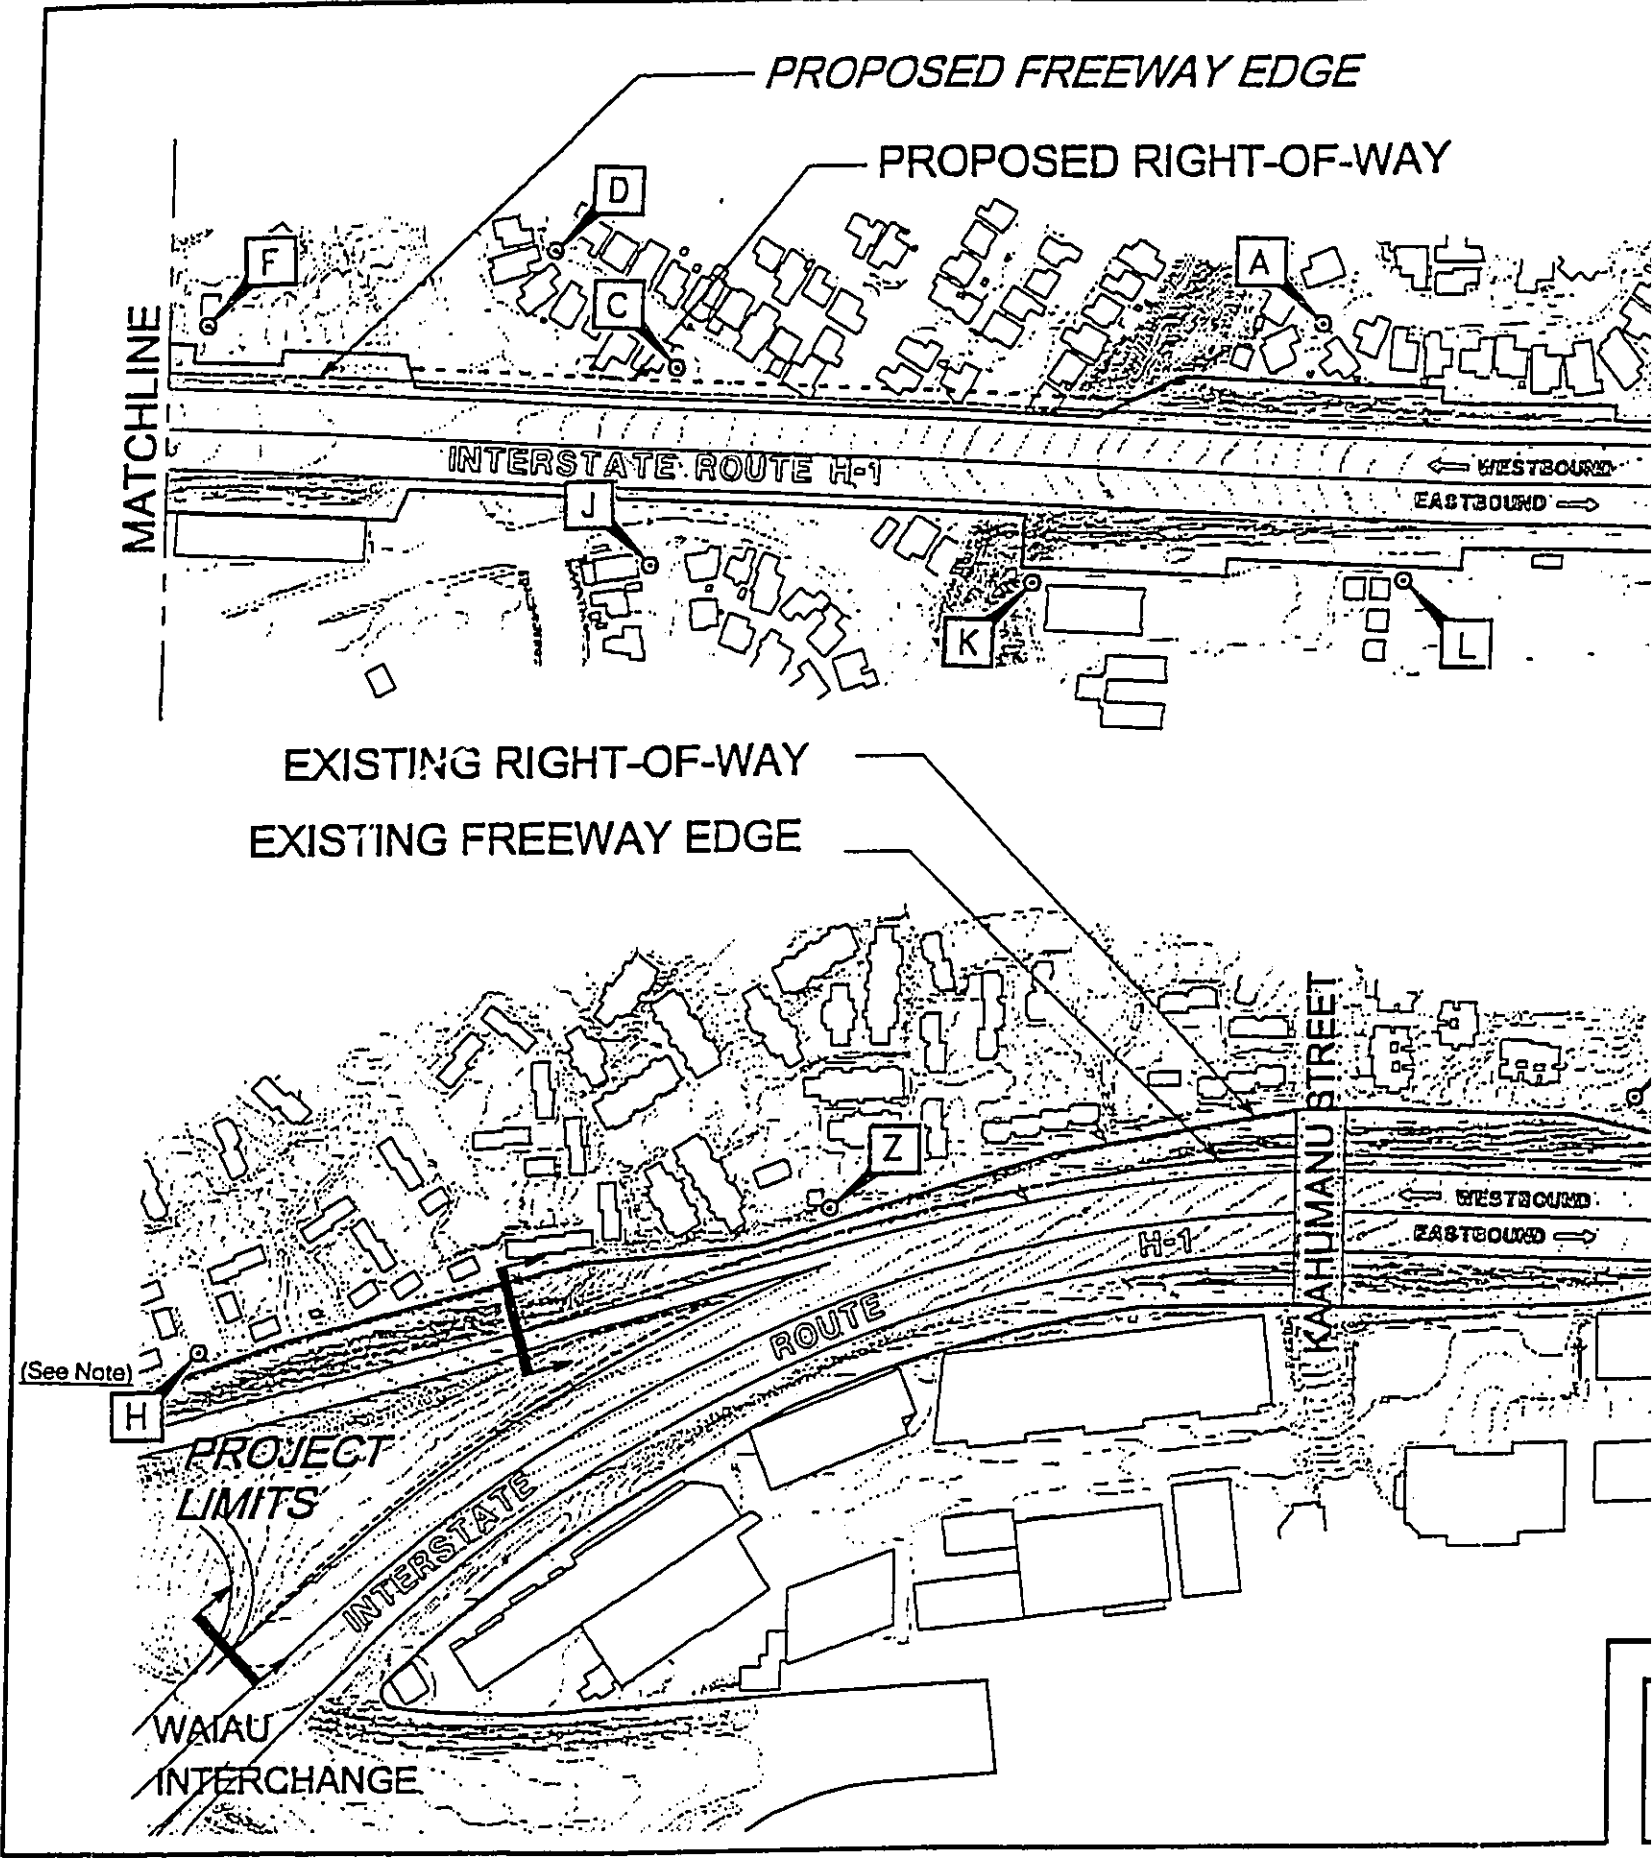 PROPOSED FREEWAY EDGE
PROPOSED RIGHT-OF-WAY
D
F
A
C
MATCHLINE
INTERSTATE ROUTE H-1
WESTBOUND
EASTBOUND
J
K
L
EXISTING RIGHT-OF-WAY
EXISTING FREEWAY EDGE
KAAHUMANU STREET
Z
WESTBOUND
EASTBOUND
H-1
ROUTE
INTERSTATE
(See Note)
H
PROJECT
LIMITS
WAIAU
INTERCHANGE